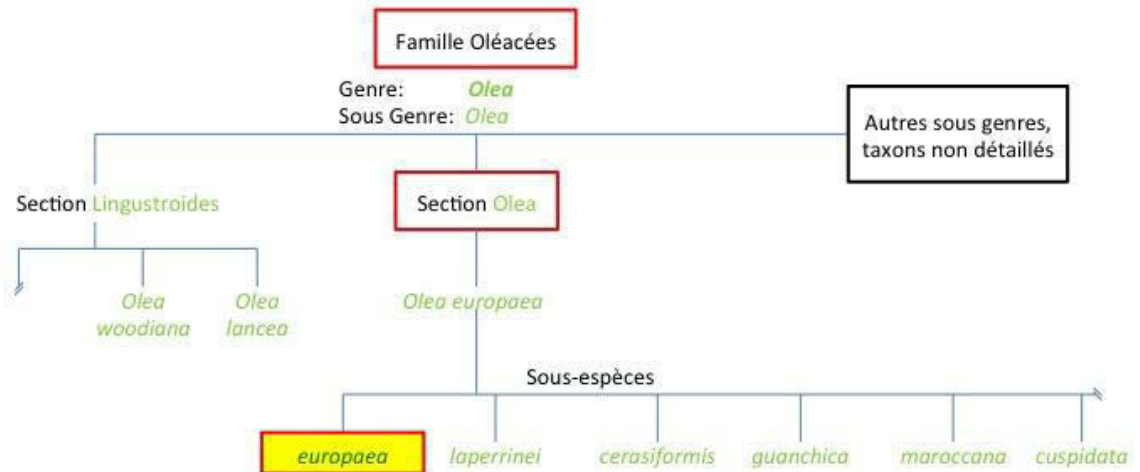 Famille Oléacées
Genre: Olea
Sous Genre: Olea
Autres sous genres,
taxons non détaillés
Section Lingustroides
Section Olea
Olea
woodiana
Olea
lancea
Olea europaea
Sous-espèces
europaea
laperrinei
cerasiformis
guanchica
maroccana
cuspidata